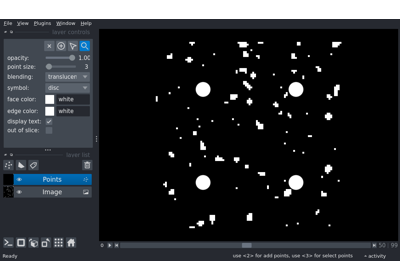 File View Plugins Window Help
layer controls
opacity: 1.00
point size: 3
blending: translucen
symbol: disc
face color: white
edge color: white
display text:
out of slice:
layer list
Points
Image
0 50 99
Ready use <2> for add points, use <3> for select points activity